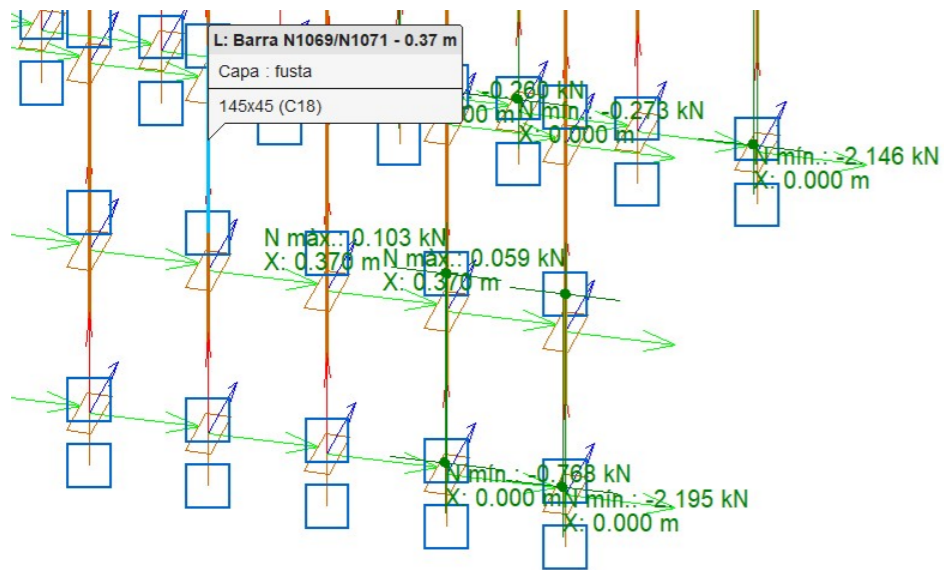 L: Barra N1069/N1071 - 0.37 m
Capa : fusta
145x45 (C18)
-0.260 kN
N mín.: -0.273 kN
X: 0.000 m
N mín.: -2.146 kN
X: 0.000 m
N máx.: 0.103 kN
X: 0.370 m
N máx.: 0.059 kN
X: 0.370 m
N mín.: -0.763 kN
X: 0.000 m
N mín.: -2.195 kN
X: 0.000 m